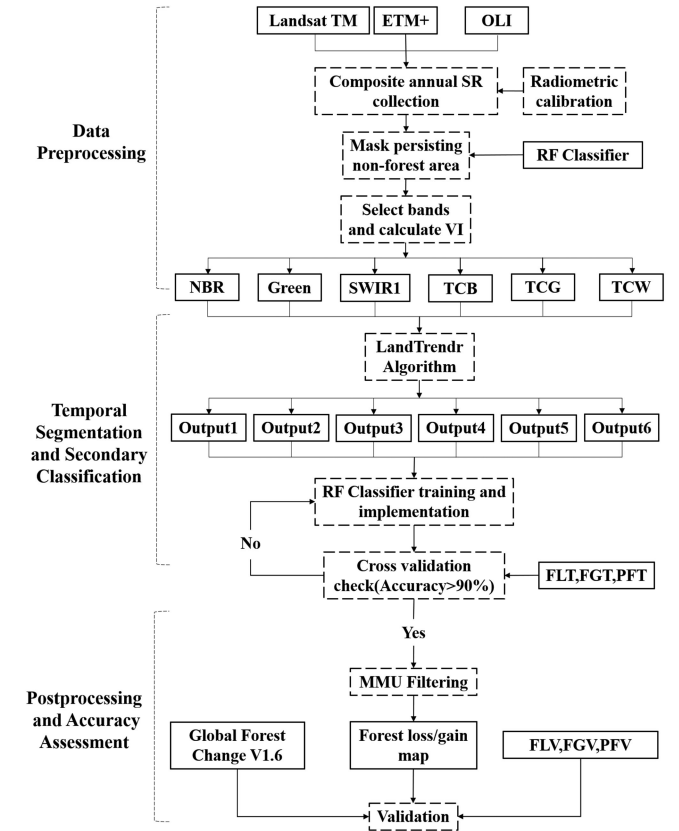 Landsat TM
ETM+
OLI
Composite annual SR
collection
Radiometric
calibration
Data
Preprocessing
Mask persisting
non-forest area
RF Classifier
Select bands
and calculate VI
NBR
Green
SWIR1
TCB
TCG
TCW
LandTrendr
Algorithm
Temporal
Segmentation
and Secondary
Classification
Output1
Output2
Output3
Output4
Output5
Output6
RF Classifier training and
implementation
No
Cross validation
check(Accuracy>90%)
FLT,FGT,PFT
Yes
MMU Filtering
Postprocessing
and Accuracy
Assessment
Global Forest
Change V1.6
Forest loss/gain
map
FLV,FGV,PFV
Validation